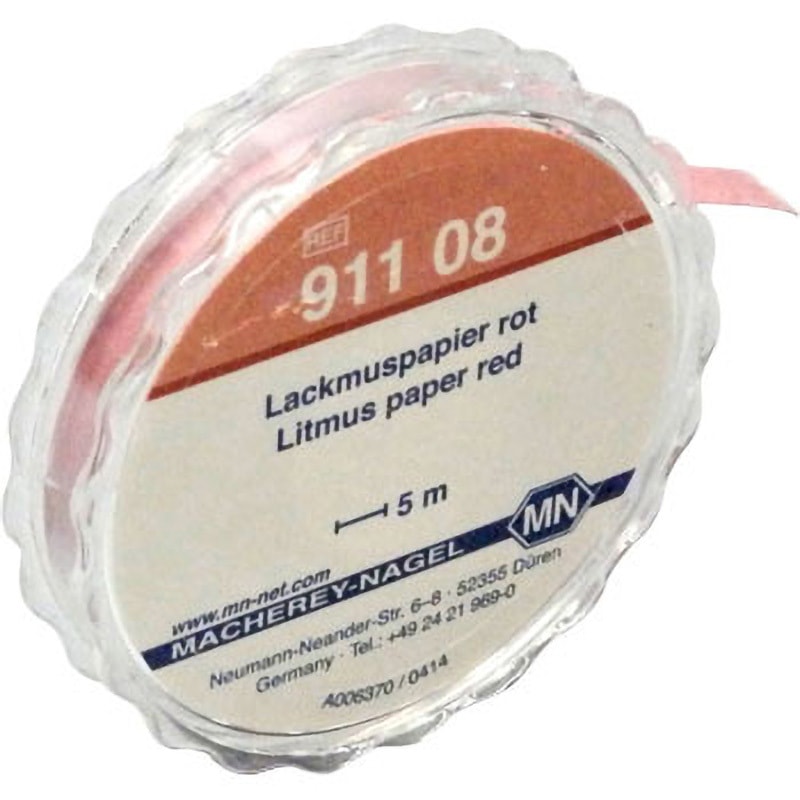 REF
911 08
Lackmuspapier rot
Litmus paper red
5 m
MN
www.mn-net.com
MACHEREY-NAGEL
Neumann-Neander-Str. 6–8 · 52355 Düren
Germany · Tel.: +49 24 21 969-0
A006370 / 0414